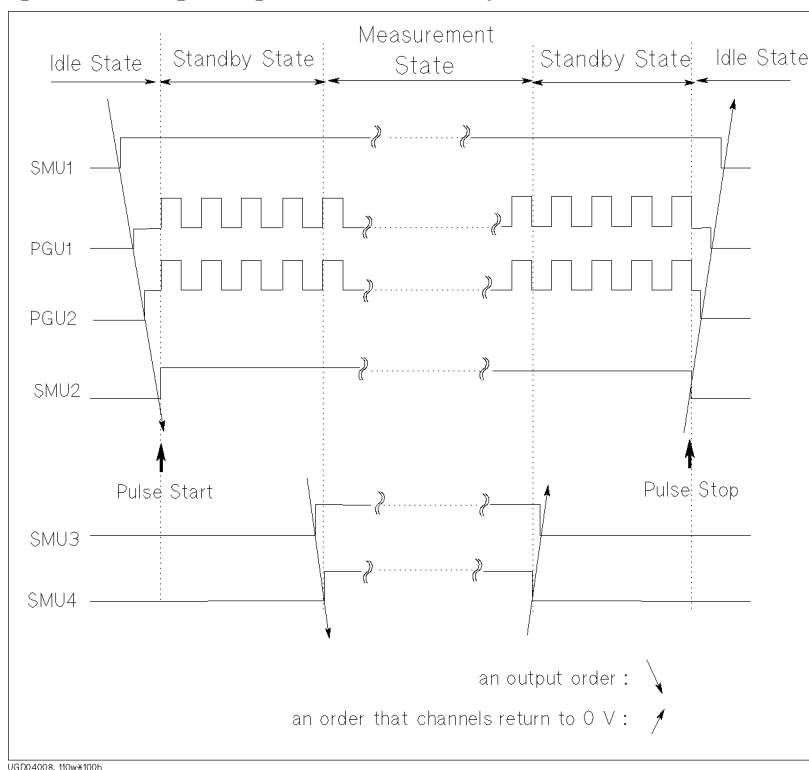 Measurement
Idle State Standby State State Standby State Idle State
SMU1
PGU1
PGU2
SMU2
Pulse Start Pulse Stop
SMU3
SMU4
an output order :
an order that channels return to 0 V :
UGD04008, 110w*100h